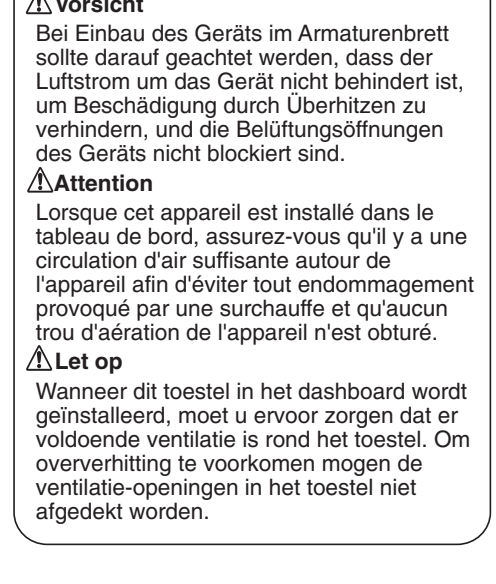 Vorsicht
Bei Einbau des Geräts im Armaturenbrett
sollte darauf geachtet werden, dass der
Luftstrom um das Gerät nicht behindert ist,
um Beschädigung durch Überhitzen zu
verhindern, und die Belüftungsöffnungen
des Geräts nicht blockiert sind.
Attention
Lorsque cet appareil est installé dans le
tableau de bord, assurez-vous qu'il y a une
circulation d'air suffisante autour de
l'appareil afin d'éviter tout endommagement
provoqué par une surchauffe et qu'aucun
trou d'aération de l'appareil n'est obturé.
Let op
Wanneer dit toestel in het dashboard wordt
geïnstalleerd, moet u ervoor zorgen dat er
voldoende ventilatie is rond het toestel. Om
oververhitting te voorkomen mogen de
ventilatie-openingen in het toestel niet
afgedekt worden.